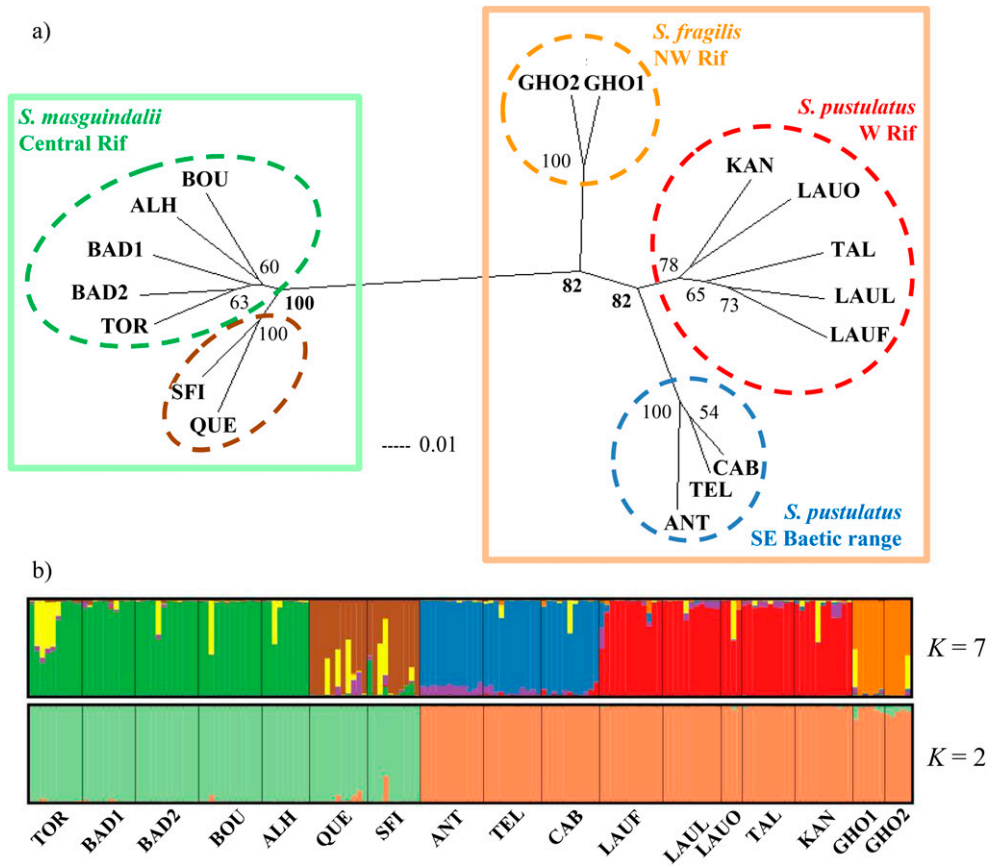 a)
S. masguindalii
Central Rif
BOU
ALH
BAD1
BAD2
TOR
60
63
100
100
SFI
QUE
S. fragilis
NW Rif
GHO2 GHO1
100
S. pustulatus
W Rif
KAN
LAUO
TAL
LAUL
LAUF
78
65
73
82
82
100
54
CAB
TEL
ANT
S. pustulatus
SE Baetic range
0.01
b)
K = 7
K = 2
TOR BAD1 BAD2 BOU ALH QUE SFI ANT TEL CAB LAUF LAUL LAUO TAL KAN GHO1 GHO2